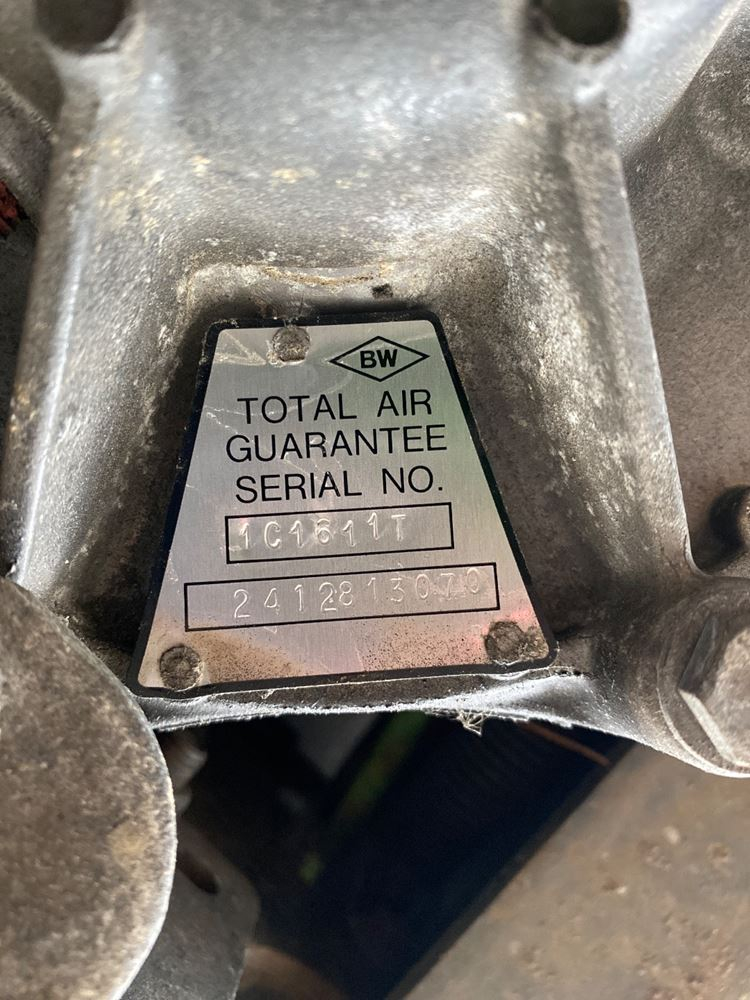 BW
TOTAL AIR
GUARANTEE
SERIAL NO.
1C1611T
2412813070